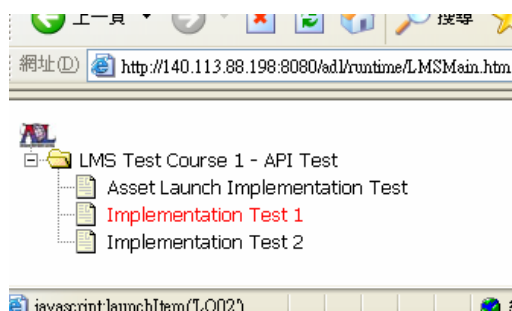 上一頁 搜尋
網址(D) http://140.113.88.198:8080/adl/runtime/LMSMain.htm
ADL
LMS Test Course 1 - API Test
Asset Launch Implementation Test
Implementation Test 1
Implementation Test 2
javascript:launchItem('LO02')